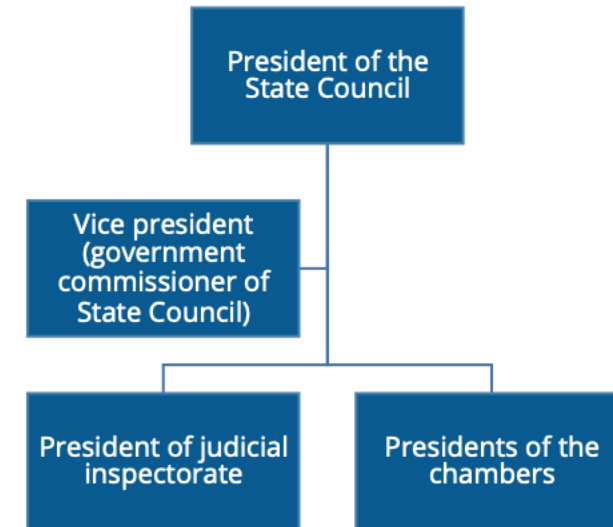 President of the
State Council
Vice president
(government
commissioner of
State Council)
President of judicial
inspectorate
Presidents of the
chambers